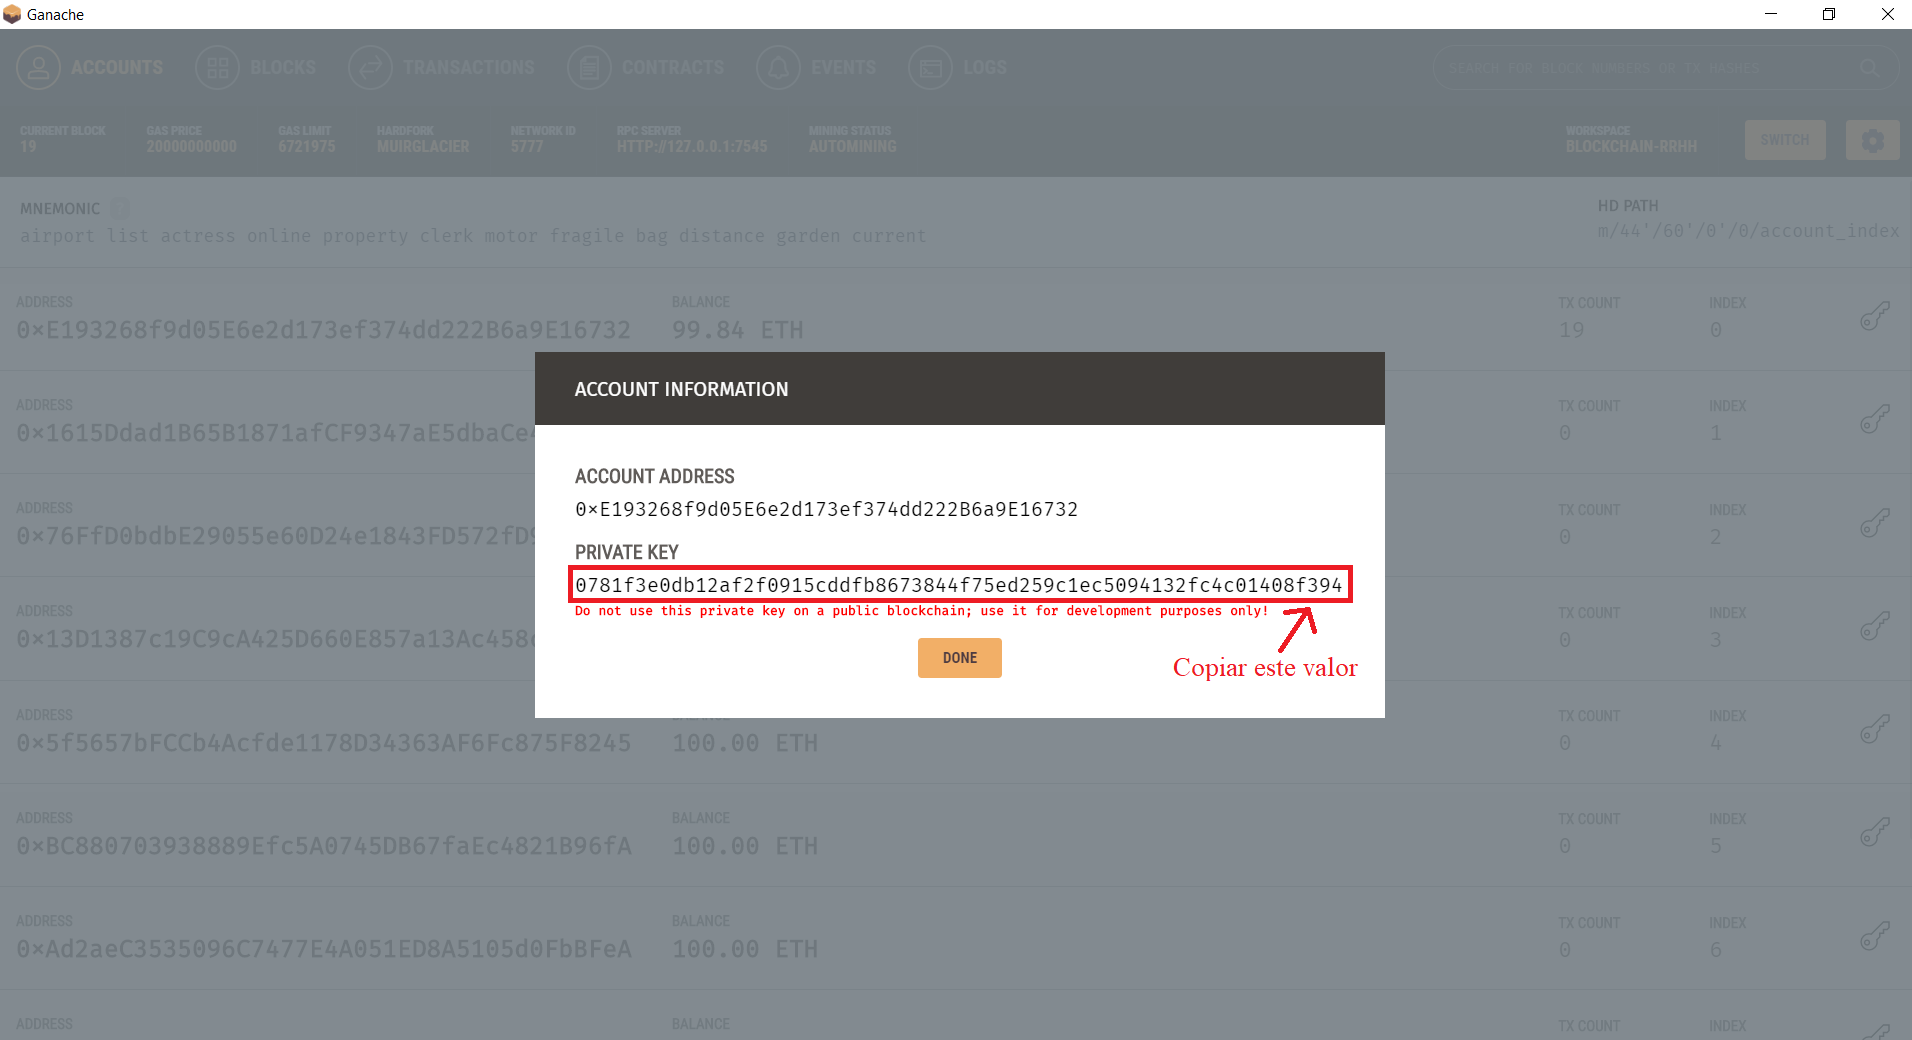 Ganache
ACCOUNTS BLOCKS TRANSACTIONS CONTRACTS EVENTS LOGS SEARCH FOR BLOCK NUMBERS OR TX HASHES
CURRENT BLOCK GAS PRICE GAS LIMIT HARDFORK NETWORK ID RPC SERVER MINING STATUS WORKSPACE
19 20000000000 6721975 MUIRGLACIER 5777 HTTP://127.0.0.1:7545 AUTOMINING BLOCKCHAIN-RRHH SWITCH
MNEMONIC HD PATH
airport list actress online property clerk motor fragile bag distance garden current m/44'/60'/0'/0/account_index
ADDRESS BALANCE TX COUNT INDEX
0×E193268f9d05E6e2d173ef374dd222B6a9E16732 99.84 ETH 19 0
ACCOUNT INFORMATION
ACCOUNT ADDRESS
0×E193268f9d05E6e2d173ef374dd222B6a9E16732
PRIVATE KEY
0781f3e0db12af2f0915cddfb8673844f75ed259c1ec5094132fc4c01408f394
Do not use this private key on a public blockchain; use it for development purposes only!
DONE
Copiar este valor
ADDRESS TX COUNT INDEX
0×1615Ddad1B65B1871afCF9347aE5dbaCe 0 1
ADDRESS TX COUNT INDEX
0×76FfD0bdbE29055e60D24e1843FD572fD 0 2
ADDRESS TX COUNT INDEX
0×13D1387c19C9cA425D660E857a13Ac458 0 3
ADDRESS BALANCE TX COUNT INDEX
0×5f5657bFCCb4Acfde1178D34363AF6Fc875F8245 100.00 ETH 0 4
ADDRESS BALANCE TX COUNT INDEX
0×BC880703938889Efc5A0745DB67faEc4821B96fA 100.00 ETH 0 5
ADDRESS BALANCE TX COUNT INDEX
0×Ad2aeC3535096C7477E4A051ED8A5105d0FbBFeA 100.00 ETH 0 6
ADDRESS BALANCE TX COUNT INDEX